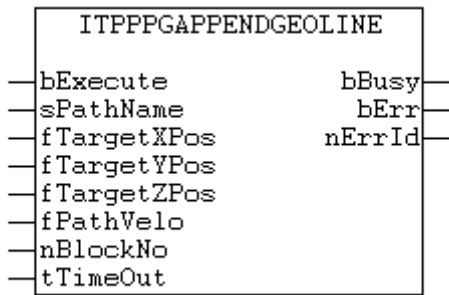 ITPPPGAPPENDGEOLINE
bExecute bBusy
sPathName bErr
fTargetXPos nErrId
fTargetYPos
fTargetZPos
fPathVelo
nBlockNo
tTimeOut